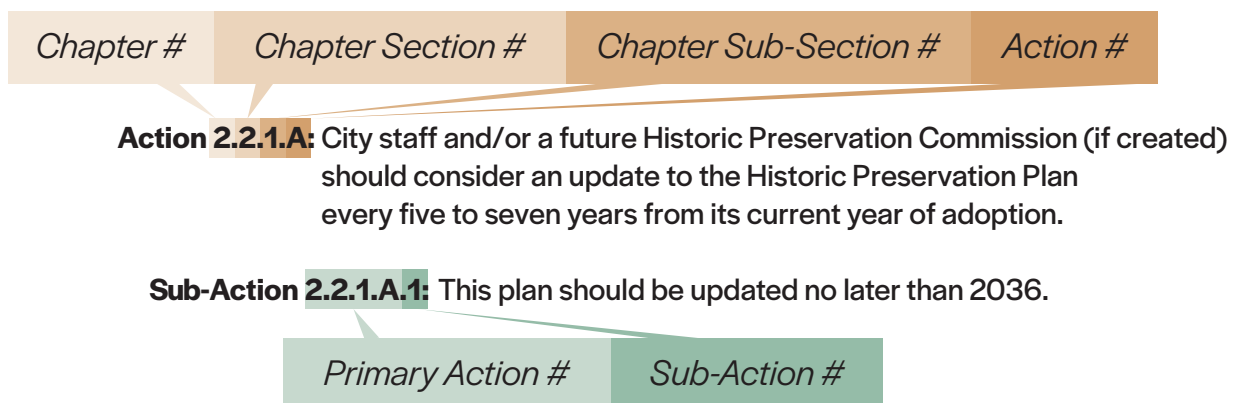 Chapter # Chapter Section # Chapter Sub-Section # Action #
Action 2.2.1.A: City staff and/or a future Historic Preservation Commission (if created)
should consider an update to the Historic Preservation Plan
every five to seven years from its current year of adoption.
Sub-Action 2.2.1.A.1: This plan should be updated no later than 2036.
Primary Action # Sub-Action #